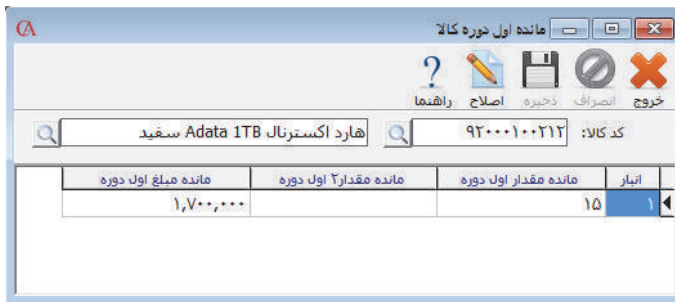 مانده اول دوره کالا
خروج انصراف ذخیره اصلاح راهنما
کد کالا: ۹۲۰۰۰۱۰۰۲۱۲ هارد اکسترنال Adata 1TB سفید
انبار مانده مقدار اول دوره مانده مقدار۲ اول دوره مانده مبلغ اول دوره
۱ ۱۵ ۱,۷۰۰,۰۰۰